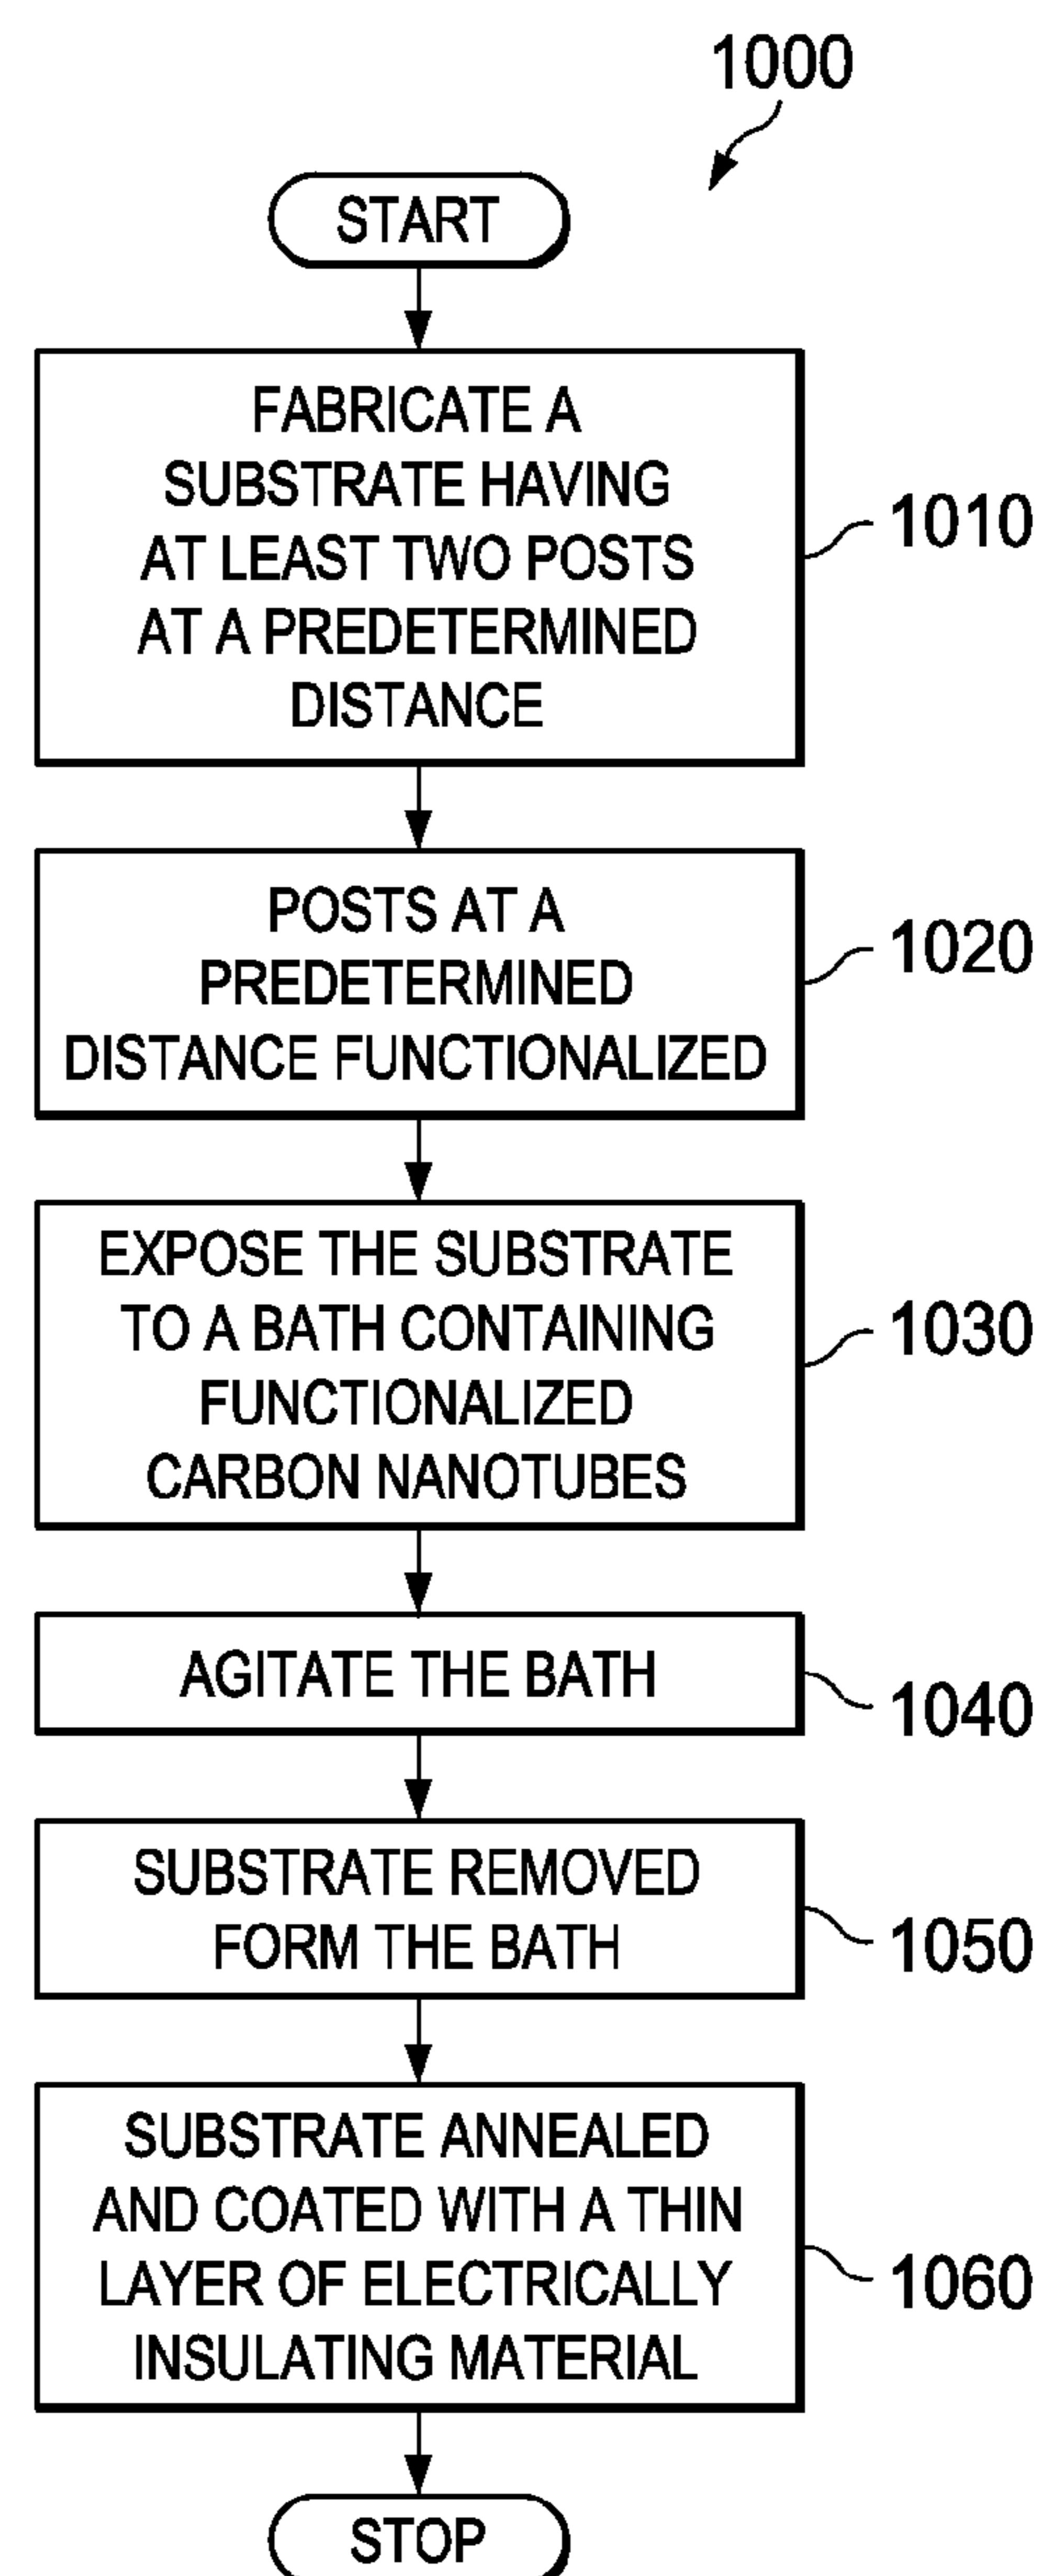 1000
START
FABRICATE A
SUBSTRATE HAVING
AT LEAST TWO POSTS
AT A PREDETERMINED
DISTANCE
1010
POSTS AT A
PREDETERMINED
DISTANCE FUNCTIONALIZED
1020
EXPOSE THE SUBSTRATE
TO A BATH CONTAINING
FUNCTIONALIZED
CARBON NANOTUBES
1030
AGITATE THE BATH
1040
SUBSTRATE REMOVED
FORM THE BATH
1050
SUBSTRATE ANNEALED
AND COATED WITH A THIN
LAYER OF ELECTRICALLY
INSULATING MATERIAL
1060
STOP